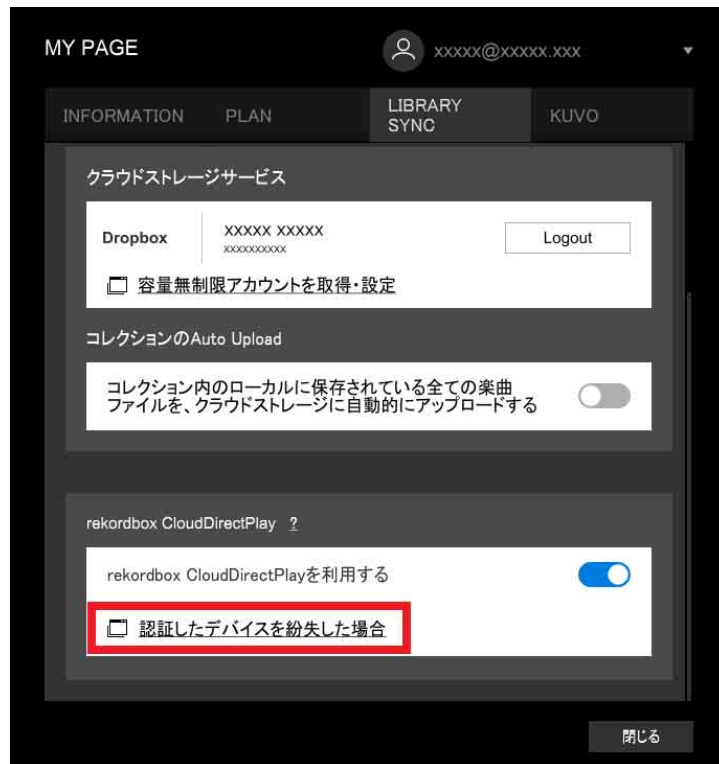 MY PAGE
xxxxx@xxxxx.xxx
INFORMATION
PLAN
LIBRARY
SYNC
KUVO
クラウドストレージサービス
Dropbox
xxxxx xxxxx
xxxxxxxxxx
Logout
容量無制限アカウントを取得・設定
コレクションのAuto Upload
コレクション内のローカルに保存されている全ての楽曲
ファイルを、クラウドストレージに自動的にアップロードする
rekordbox CloudDirectPlay ?
rekordbox CloudDirectPlayを利用する
認証したデバイスを紛失した場合
閉じる